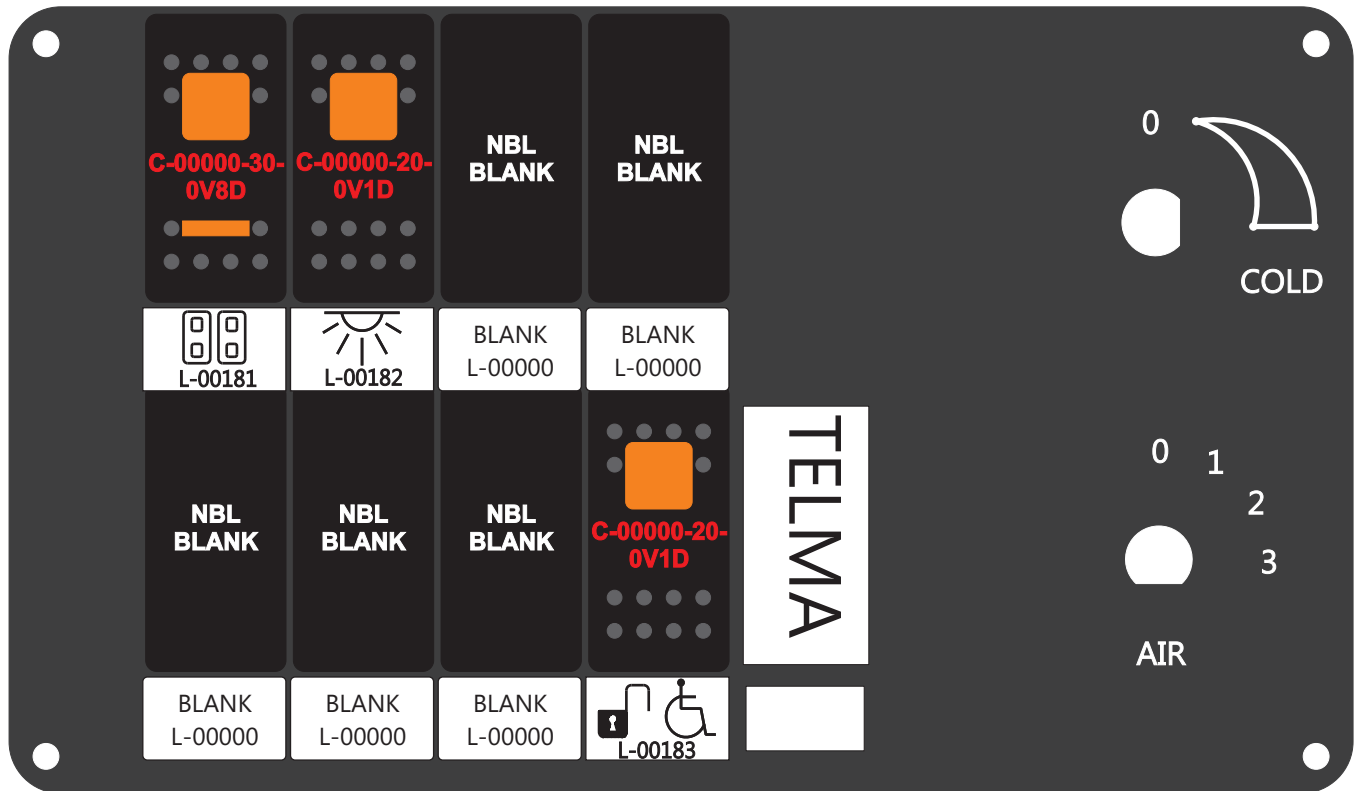 C-00000-30-
0V8D
C-00000-20-
0V1D
NBL
BLANK
NBL
BLANK
0
COLD
L-00181
L-00182
BLANK
L-00000
BLANK
L-00000
NBL
BLANK
NBL
BLANK
NBL
BLANK
C-00000-20-
0V1D
TELMA
0
1
2
3
AIR
BLANK
L-00000
BLANK
L-00000
BLANK
L-00000
L-00183